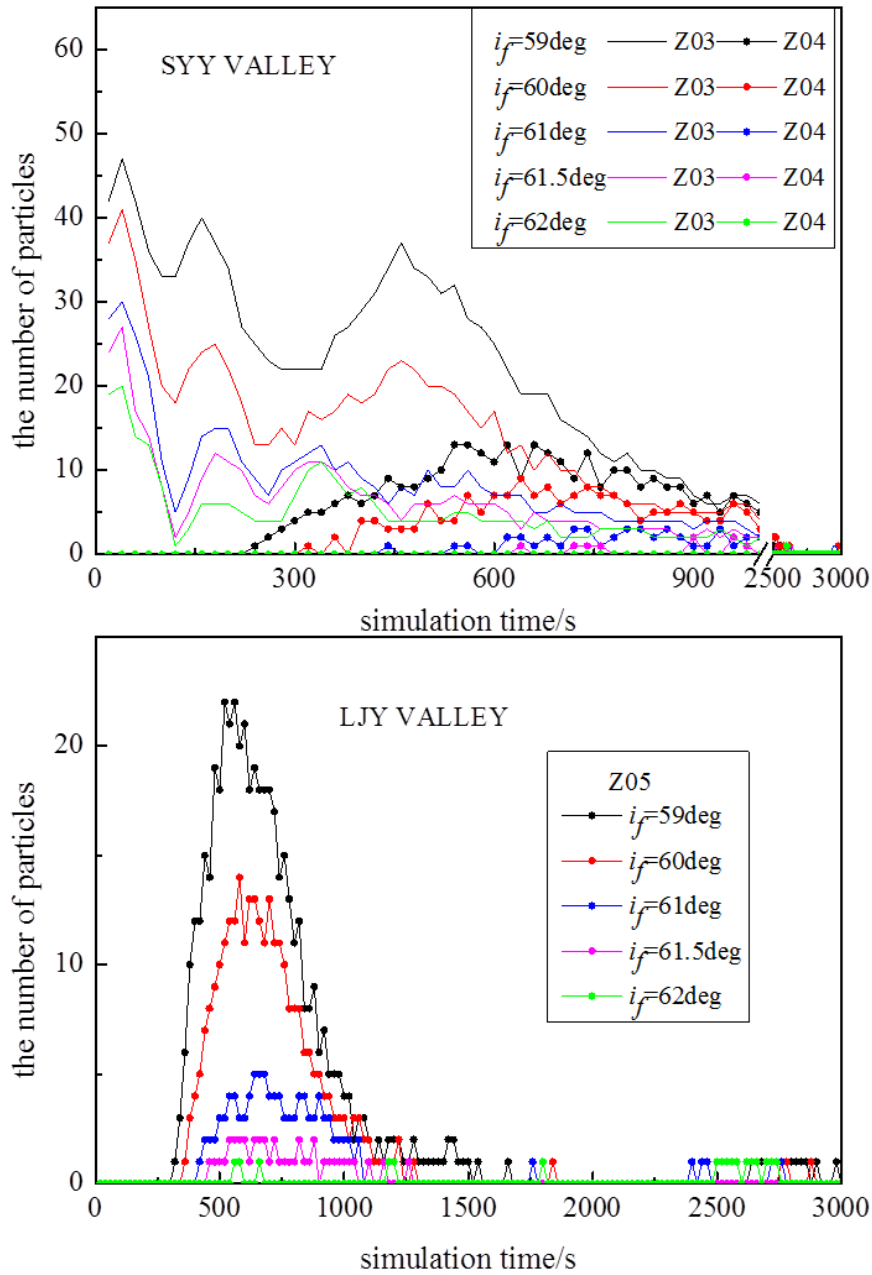 60
50
40
30
20
10
0
the number of particles
SYY VALLEY
i_f=59deg Z03 Z04
i_f=60deg Z03 Z04
i_f=61deg Z03 Z04
i_f=61.5deg Z03 Z04
i_f=62deg Z03 Z04
0 300 600 900 2500 3000
simulation time/s
20
10
0
the number of particles
LJY VALLEY
Z05
i_f=59deg
i_f=60deg
i_f=61deg
i_f=61.5deg
i_f=62deg
0 500 1000 1500 2000 2500 3000
simulation time/s